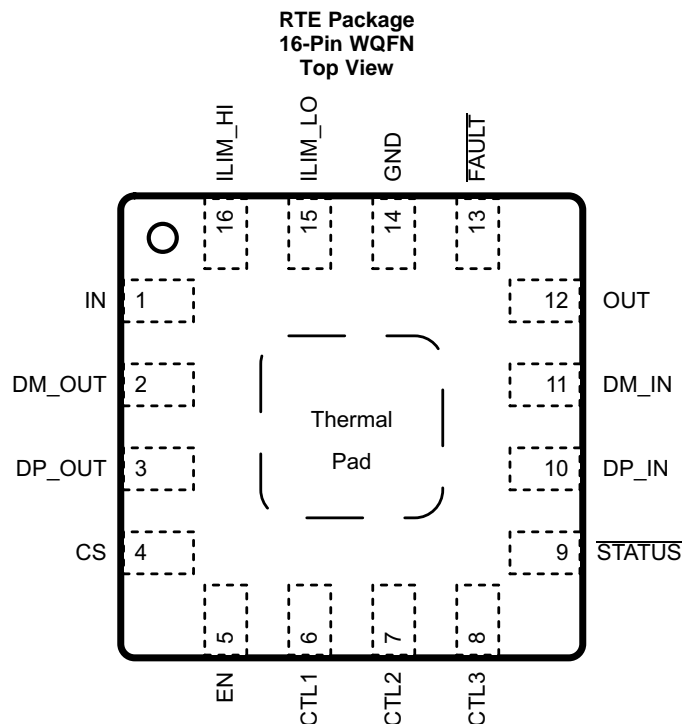 RTE Package
16-Pin WQFN
Top View
ILIM_HI
ILIM_LO
GND
FAULT
16
15
14
13
IN
1
12
OUT
DM_OUT
2
11
DM_IN
Thermal
Pad
DP_OUT
3
10
DP_IN
CS
4
9
STATUS
5
6
7
8
EN
CTL1
CTL2
CTL3